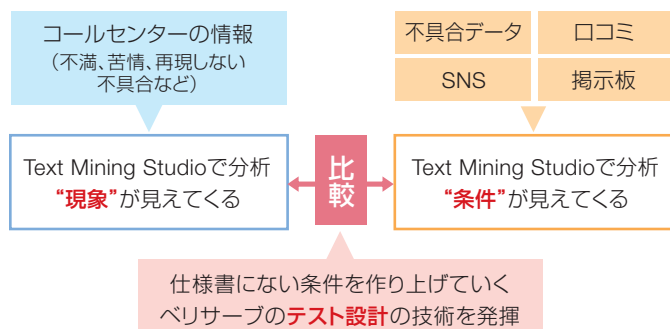 コールセンターの情報
（不満、苦情、再現しない
不具合など）
不具合データ
口コミ
SNS
掲示板
Text Mining Studioで分析
“現象”が見えてくる
比較
Text Mining Studioで分析
“条件”が見えてくる
仕様書にない条件を作り上げていく
ベリサーブのテスト設計の技術を発揮